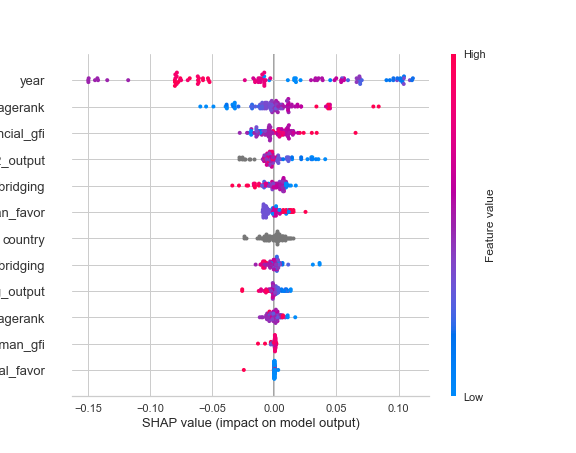 High
year
agerank
ncial_gfi
_output
bridging
an_favor
country
bridging
_output
agerank
man_gfi
al_favor
Feature value
Low
−0.15 −0.10 −0.05 0.00 0.05 0.10
SHAP value (impact on model output)